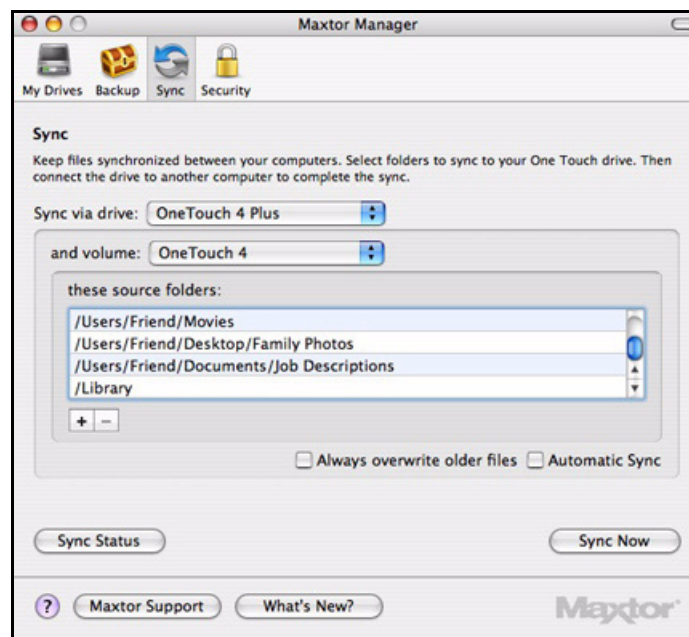 Maxtor Manager
My Drives Backup Sync Security
Sync
Keep files synchronized between your computers. Select folders to sync to your One Touch drive. Then
connect the drive to another computer to complete the sync.
Sync via drive: OneTouch 4 Plus
and volume: OneTouch 4
these source folders:
/Users/Friend/Movies
/Users/Friend/Desktop/Family Photos
/Users/Friend/Documents/Job Descriptions
/Library
+ −
Always overwrite older files Automatic Sync
Sync Status Sync Now
? Maxtor Support What's New? Maxtor